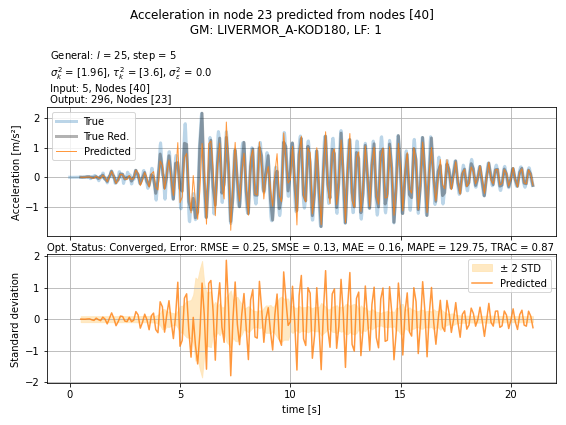 Acceleration in node 23 predicted from nodes [40]
GM: LIVERMOR_A-KOD180, LF: 1
General: l = 25, step = 5
σ²_k = [1.96], τ²_k = [3.6], σ²_ε = 0.0
Input: 5, Nodes [40]
Output: 296, Nodes [23]
True
True Red.
Predicted
Acceleration [m/s²]
2
1
0
−1
Opt. Status: Converged, Error: RMSE = 0.25, SMSE = 0.13, MAE = 0.16, MAPE = 129.75, TRAC = 0.87
± 2 STD
Predicted
Standard deviation
2
1
0
−1
−2
0 5 10 15 20
time [s]